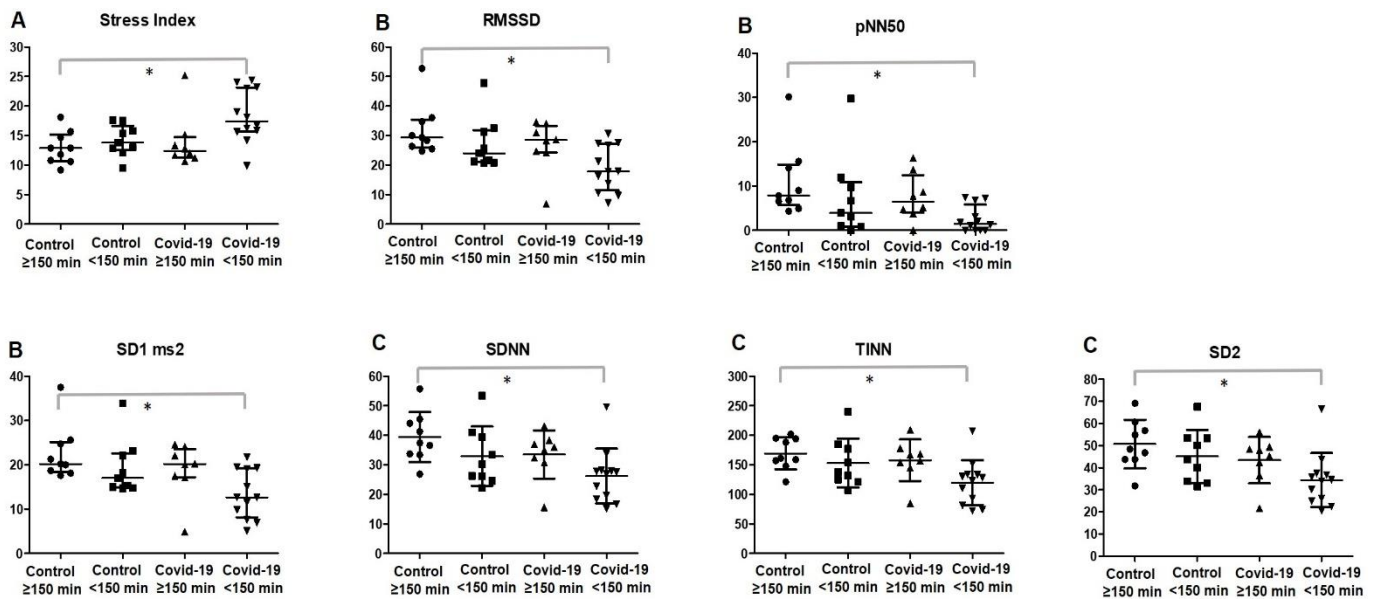 A
Stress Index
30
25
20
15
10
5
0
*
Control Control Covid-19 Covid-19
≥150 min <150 min ≥150 min <150 min
B
RMSSD
60
50
40
30
20
10
0
*
Control Control Covid-19 Covid-19
≥150 min <150 min ≥150 min <150 min
B
pNN50
40
30
20
10
0
*
Control Control Covid-19 Covid-19
≥150 min <150 min ≥150 min <150 min
B
SD1 ms2
40
30
20
10
0
*
Control Control Covid-19 Covid-19
≥150 min <150 min ≥150 min <150 min
C
SDNN
60
50
40
30
20
10
0
*
Control Control Covid-19 Covid-19
≥150 min <150 min ≥150 min <150 min
C
TINN
300
250
200
150
100
50
0
*
Control Control Covid-19 Covid-19
≥150 min <150 min ≥150 min <150 min
C
SD2
80
70
60
50
40
30
20
10
0
*
Control Control Covid-19 Covid-19
≥150 min <150 min ≥150 min <150 min